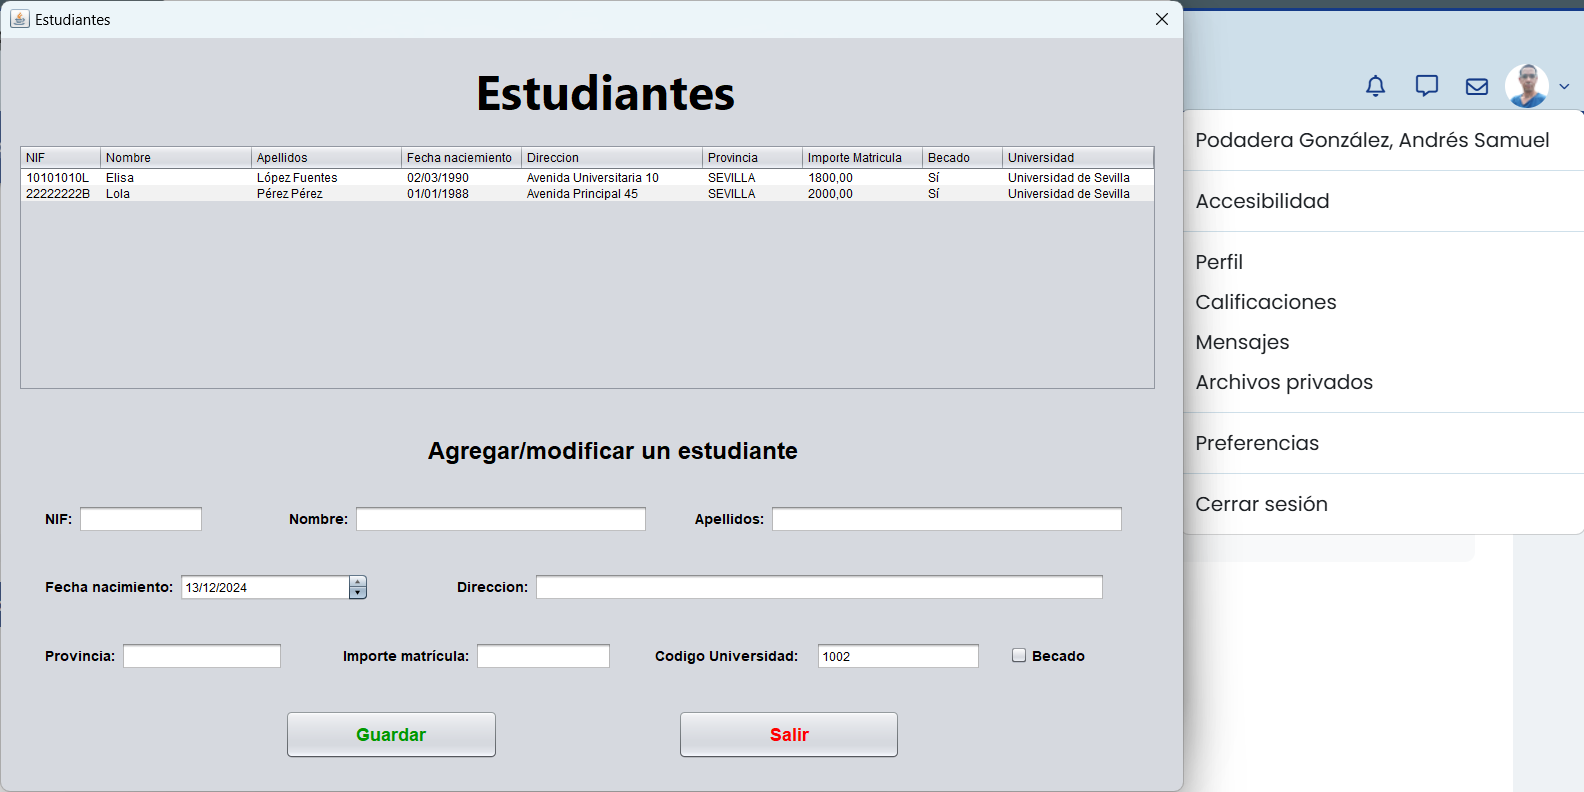 Estudiantes
Estudiantes
NIF Nombre Apellidos Fecha naciemiento Direccion Provincia Importe Matricula Becado Universidad
10101010L Elisa López Fuentes 02/03/1990 Avenida Universitaria 10 SEVILLA 1800,00 Sí Universidad de Sevilla
22222222B Lola Pérez Pérez 01/01/1988 Avenida Principal 45 SEVILLA 2000,00 Sí Universidad de Sevilla
Agregar/modificar un estudiante
NIF: Nombre: Apellidos:
Fecha nacimiento: 13/12/2024 Direccion:
Provincia: Importe matrícula: Codigo Universidad: 1002 Becado
Guardar Salir
Podadera González, Andrés Samuel
Accesibilidad
Perfil
Calificaciones
Mensajes
Archivos privados
Preferencias
Cerrar sesión